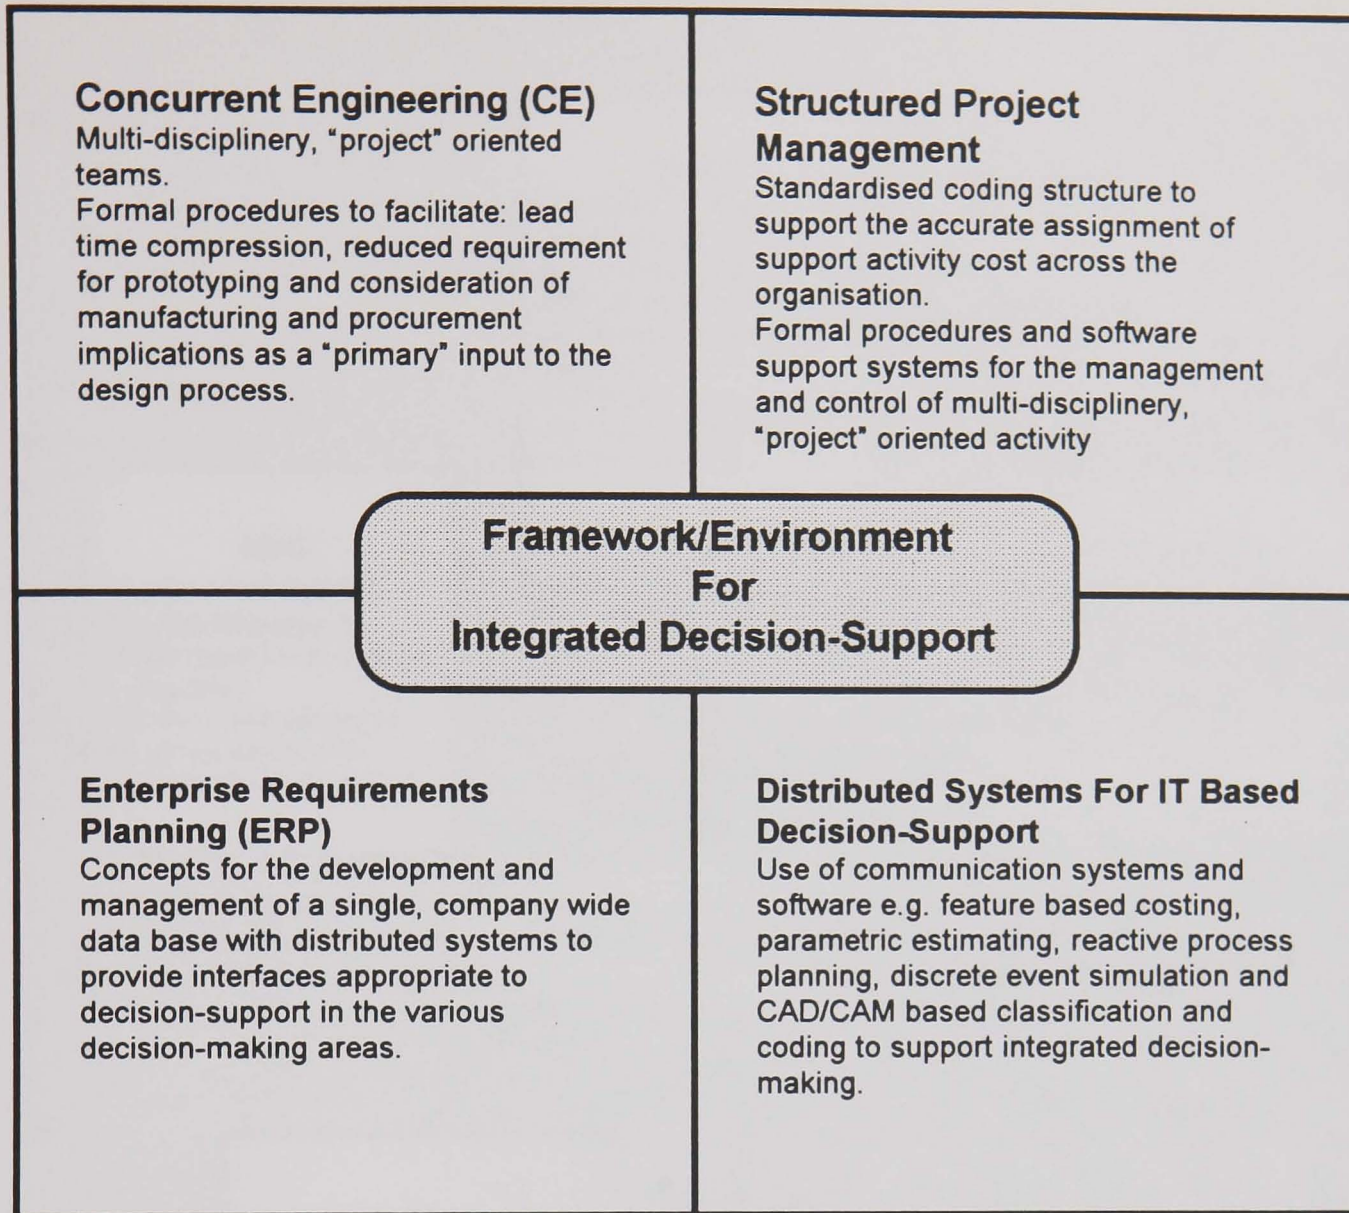 Concurrent Engineering (CE)
Multi-disciplinery, "project" oriented
teams.
Formal procedures to facilitate: lead
time compression, reduced requirement
for prototyping and consideration of
manufacturing and procurement
implications as a "primary" input to the
design process.
Structured Project
Management
Standardised coding structure to
support the accurate assignment of
support activity cost across the
organisation.
Formal procedures and software
support systems for the management
and control of multi-disciplinery,
"project" oriented activity
Framework/Environment
For
Integrated Decision-Support
Enterprise Requirements
Planning (ERP)
Concepts for the development and
management of a single, company wide
data base with distributed systems to
provide interfaces appropriate to
decision-support in the various
decision-making areas.
Distributed Systems For IT Based
Decision-Support
Use of communication systems and
software e.g. feature based costing,
parametric estimating, reactive process
planning, discrete event simulation and
CAD/CAM based classification and
coding to support integrated decision-
making.